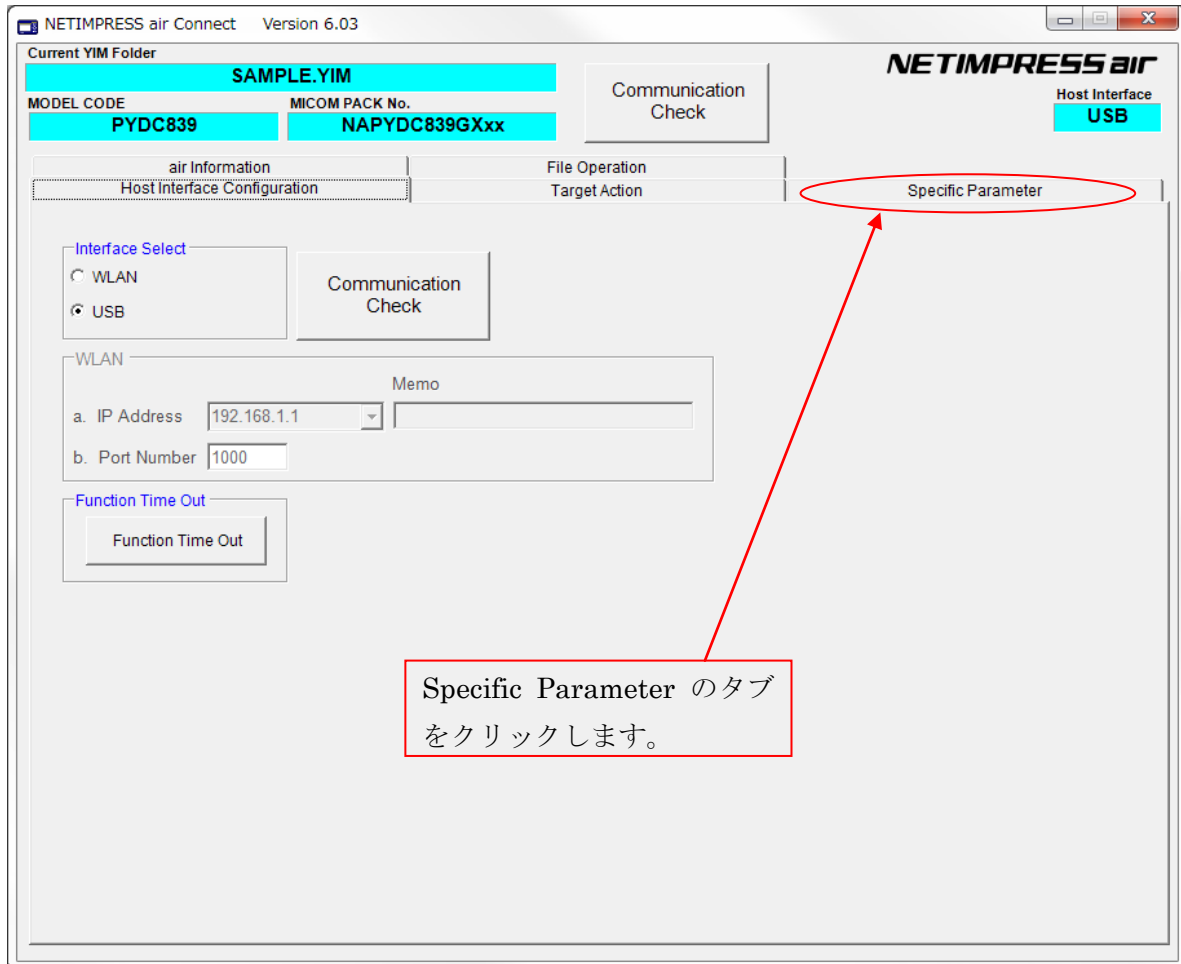 NETIMPRESS air Connect Version 6.03
Current YIM Folder
SAMPLE.YIM
MODEL CODE
MICOM PACK No.
PYDC839
NAPYDC839GXxx
Communication
Check
NETIMPRESS air
Host Interface
USB
air Information
File Operation
Host Interface Configuration
Target Action
Specific Parameter
Interface Select
WLAN
USB
Communication
Check
WLAN
Memo
a. IP Address 192.168.1.1
b. Port Number 1000
Function Time Out
Function Time Out
Specific Parameter のタブ
をクリックします。